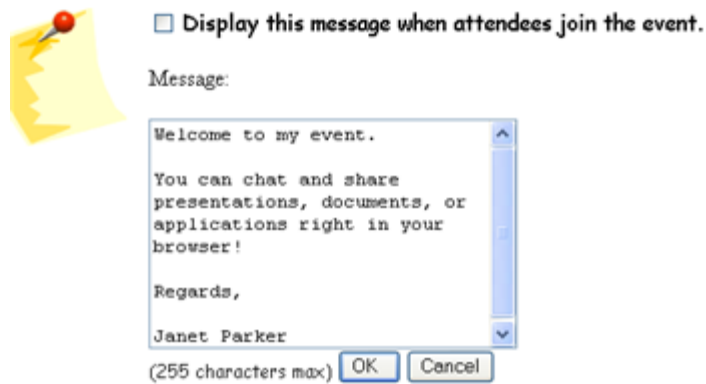 Display this message when attendees join the event.
Message:
Welcome to my event.
You can chat and share
presentations, documents, or
applications right in your
browser!
Regards,
Janet Parker
(255 characters max) OK Cancel